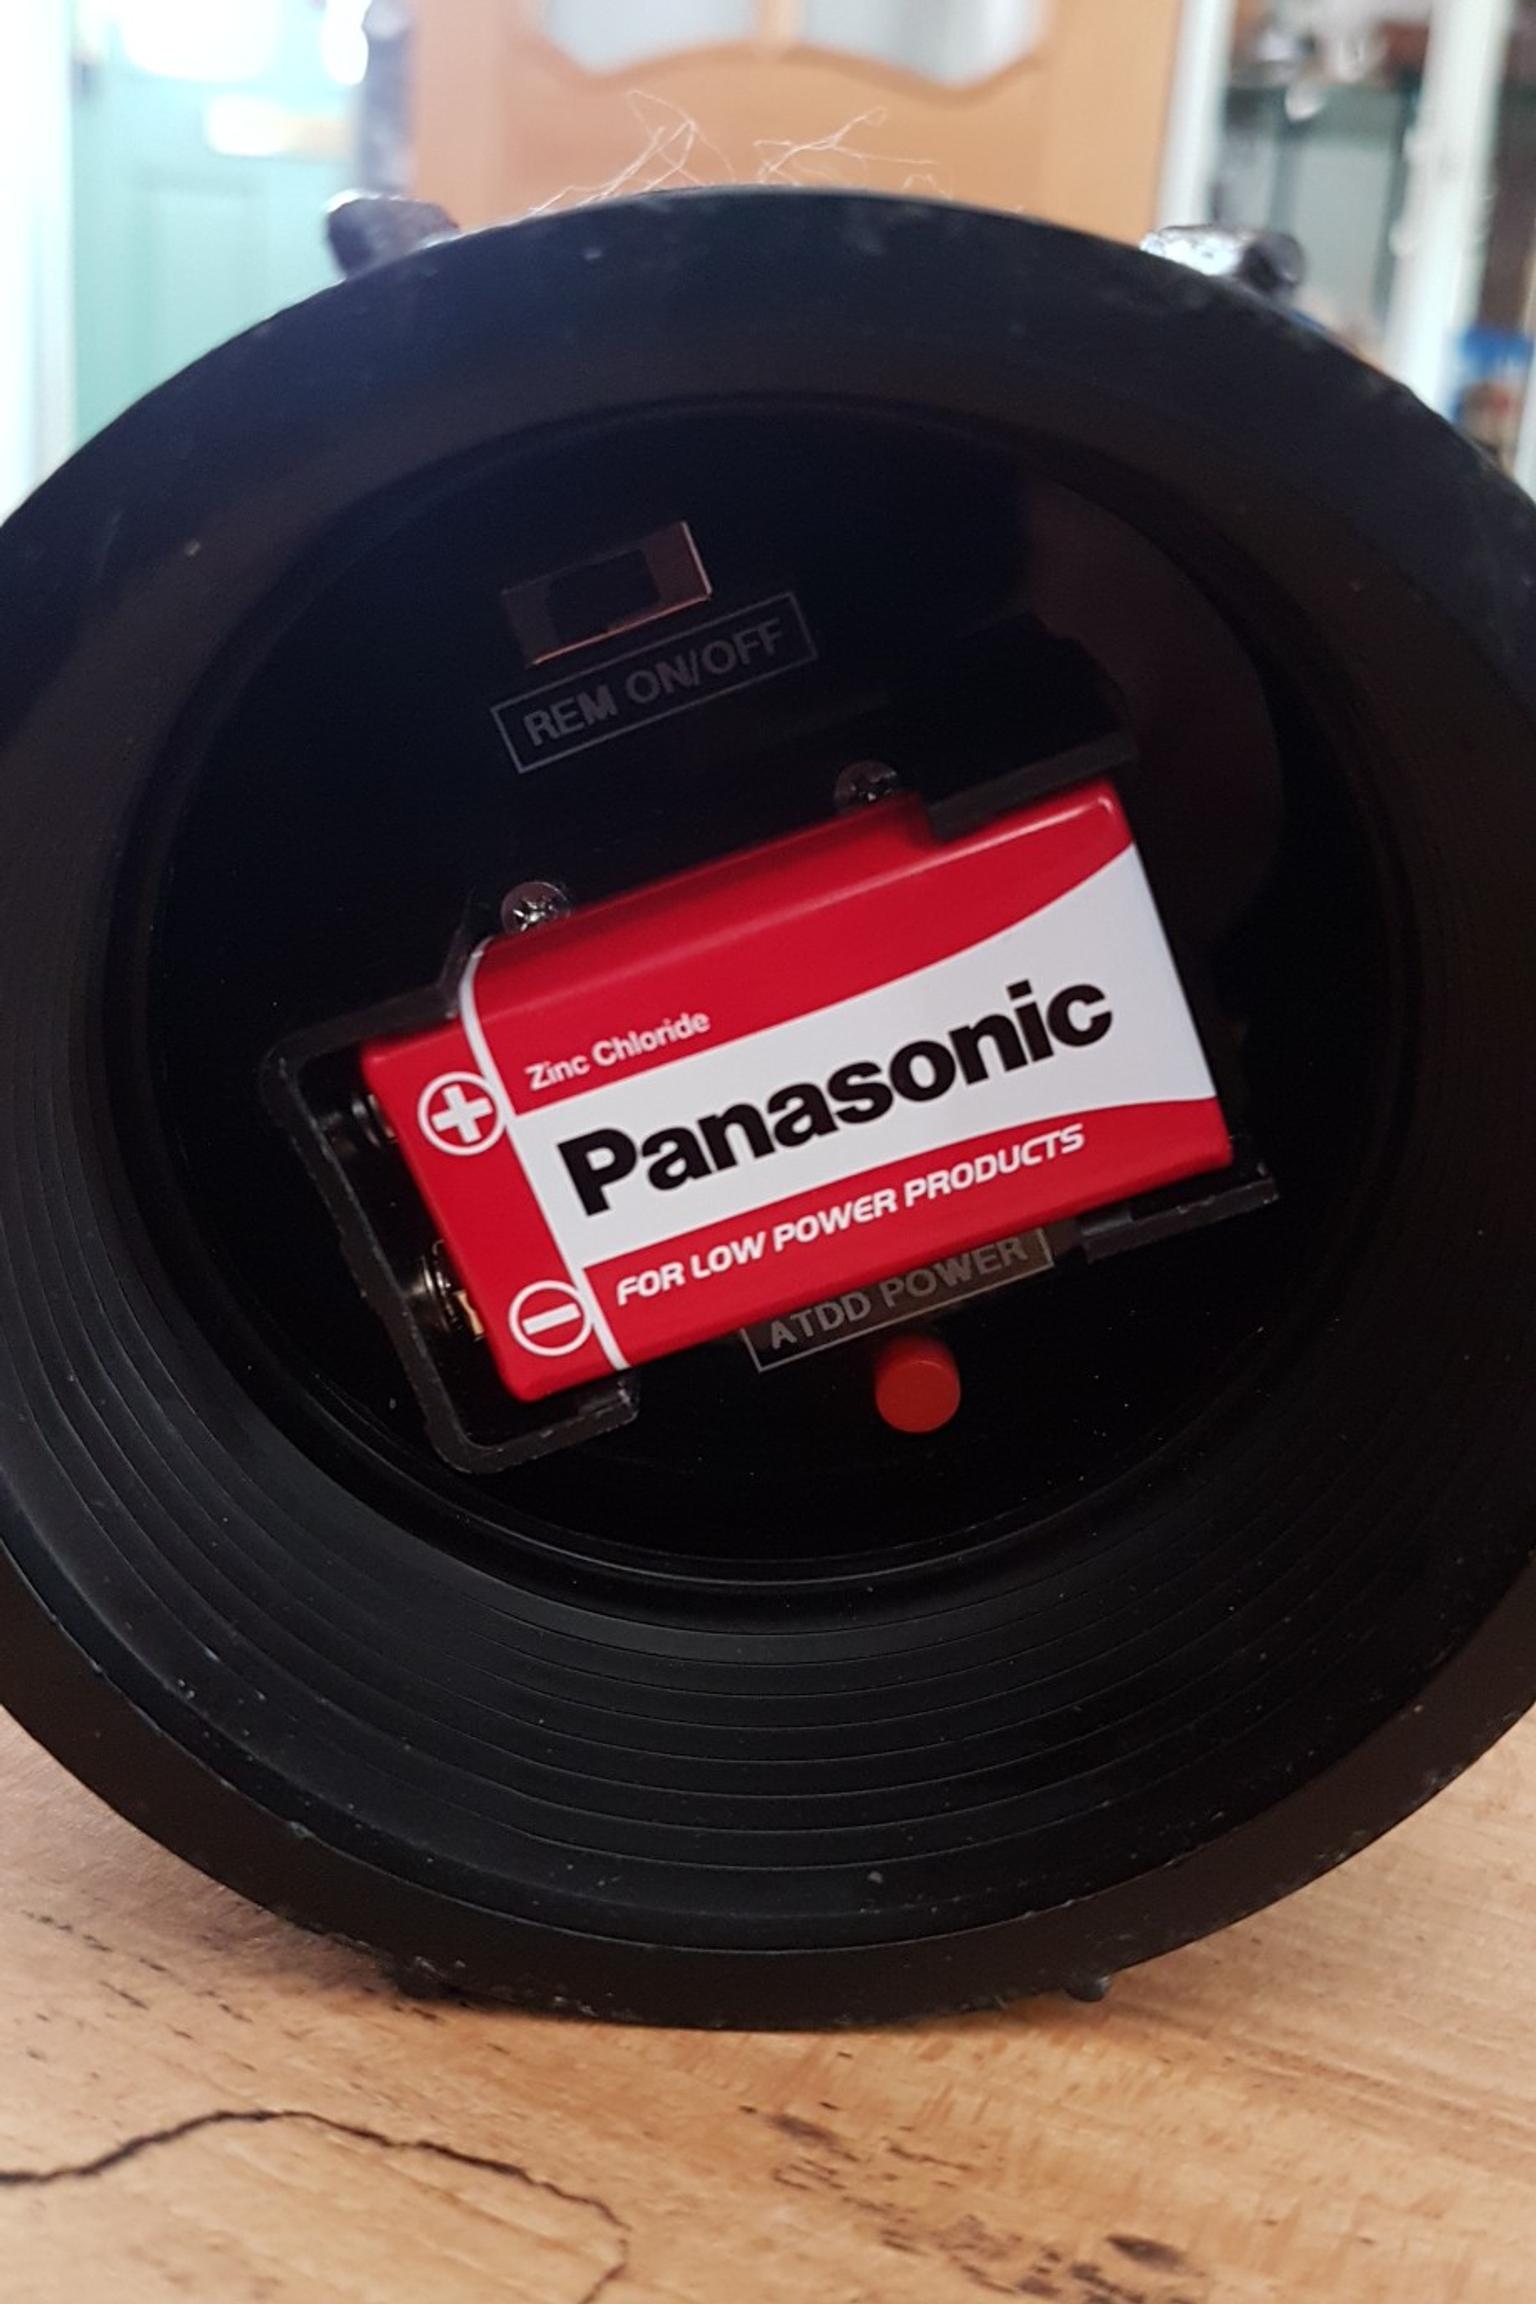 REM ON/OFF
Zinc Chloride
Panasonic
FOR LOW POWER PRODUCTS
ATDD POWER